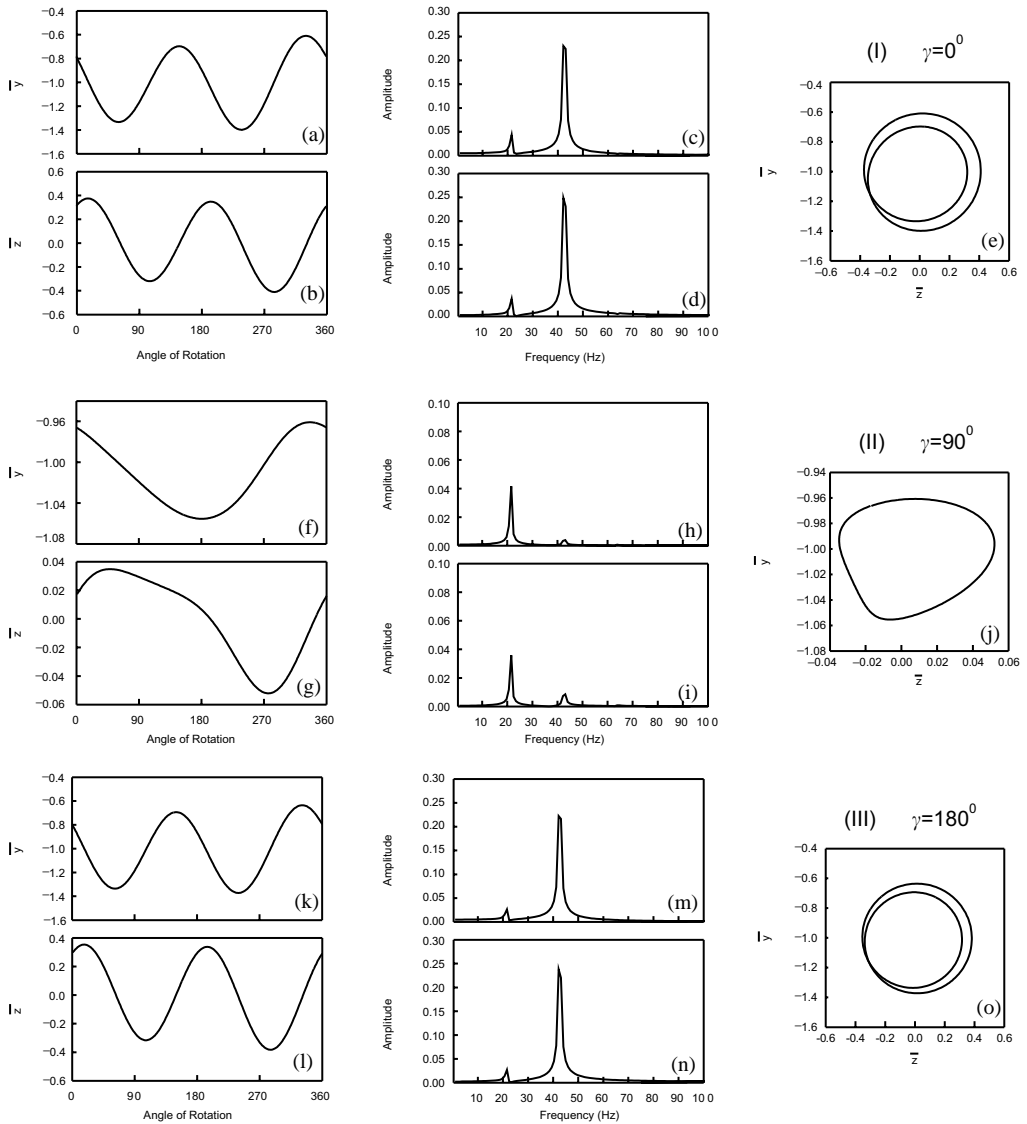 (I) γ=0⁰
−0.4
−0.6
−0.8
−1.0
−1.2
−1.4
−1.6
y
(a)
0.6
0.4
0.2
0.0
−0.2
−0.4
−0.6
z
(b)
0 90 180 270 360
Angle of Rotation
0.30
0.25
0.20
0.15
0.10
0.05
0.00
Amplitude
(c)
0.30
0.25
0.20
0.15
0.10
0.05
0.00
Amplitude
(d)
10 20 30 40 50 60 70 80 90 10 0
Frequency (Hz)
−0.4
−0.6
−0.8
−1.0
−1.2
−1.4
−1.6
y
(e)
−0.6 −0.4 −0.2 0.0 0.2 0.4 0.6
z
(II) γ=90⁰
−0.96
−1.00
−1.04
−1.08
y
(f)
0.04
0.02
0.00
−0.02
−0.04
−0.06
z
(g)
0 90 180 270 360
Angle of Rotation
0.10
0.08
0.06
0.04
0.02
0.00
Amplitude
(h)
0.10
0.08
0.06
0.04
0.02
0.00
Amplitude
(i)
10 20 30 40 50 60 70 80 90 10 0
Frequency (Hz)
−0.94
−0.96
−0.98
−1.00
−1.02
−1.04
−1.06
−1.08
y
(j)
−0.04 −0.02 0.00 0.02 0.04 0.06
z
(III) γ=180⁰
−0.4
−0.6
−0.8
−1.0
−1.2
−1.4
−1.6
y
(k)
0.4
0.2
0.0
−0.2
−0.4
−0.6
z
(l)
0 90 180 270 360
Angle of Rotation
0.30
0.25
0.20
0.15
0.10
0.05
0.00
Amplitude
(m)
0.30
0.25
0.20
0.15
0.10
0.05
0.00
Amplitude
(n)
10 20 30 40 50 60 70 80 90 10 0
Frequency (Hz)
−0.4
−0.6
−0.8
−1.0
−1.2
−1.4
−1.6
y
(o)
−0.6 −0.4 −0.2 0.0 0.2 0.4 0.6
z